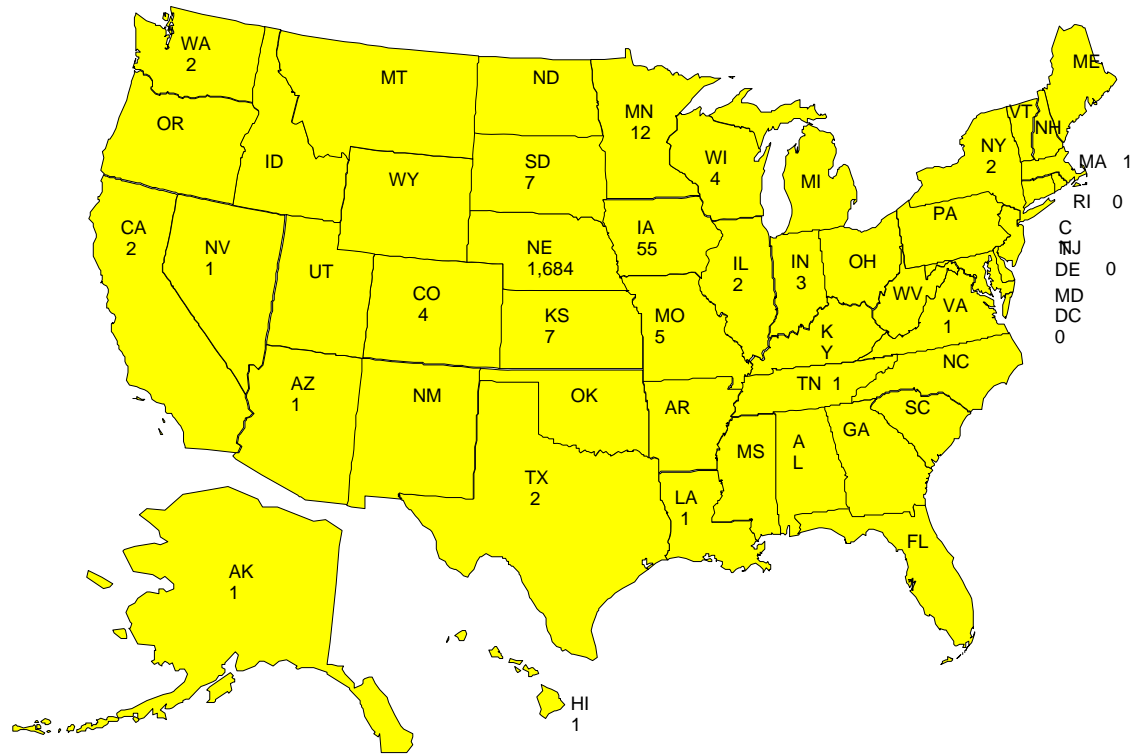 WA
2
MT
ND
MN
12
OR
ID
WY
SD
7
WI
4
MI
NY
2
VT
NH
ME
MA 1
RI 0
CA
2
NV
1
UT
CO
4
NE
1,684
KS
7
IA
55
MO
5
IL
2
IN
3
OH
PA
WV
VA
1
C
NJ
DE 0
MD
DC
0
K
Y
AZ
1
NM
OK
AR
TN 1
NC
SC
TX
2
LA
1
MS
A
L
GA
FL
AK
1
HI
1